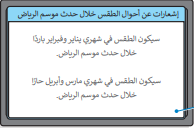 إشعارات عن أحوال الطقس خلال حدث موسم الرياض
سيكون الطقس في شهري يناير وفبراير باردًا
خلال حدث موسم الرياض.
سيكون الطقس في شهري مارس وأبريل حارًا
خلال حدث موسم الرياض.